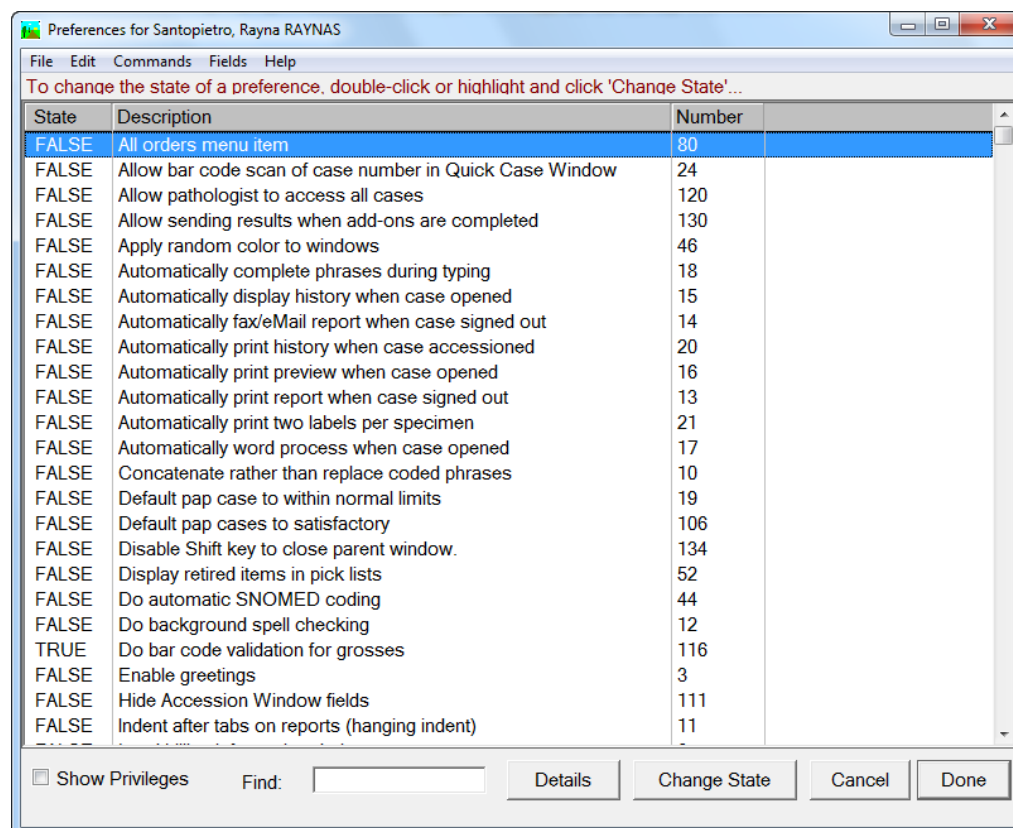 Preferences for Santopietro, Rayna RAYNAS
File Edit Commands Fields Help
To change the state of a preference, double-click or highlight and click 'Change State'...
State Description Number
FALSE All orders menu item 80
FALSE Allow bar code scan of case number in Quick Case Window 24
FALSE Allow pathologist to access all cases 120
FALSE Allow sending results when add-ons are completed 130
FALSE Apply random color to windows 46
FALSE Automatically complete phrases during typing 18
FALSE Automatically display history when case opened 15
FALSE Automatically fax/eMail report when case signed out 14
FALSE Automatically print history when case accessioned 20
FALSE Automatically print preview when case opened 16
FALSE Automatically print report when case signed out 13
FALSE Automatically print two labels per specimen 21
FALSE Automatically word process when case opened 17
FALSE Concatenate rather than replace coded phrases 10
FALSE Default pap case to within normal limits 19
FALSE Default pap cases to satisfactory 106
FALSE Disable Shift key to close parent window. 134
FALSE Display retired items in pick lists 52
FALSE Do automatic SNOMED coding 44
FALSE Do background spell checking 12
TRUE Do bar code validation for grosses 116
FALSE Enable greetings 3
FALSE Hide Accession Window fields 111
FALSE Indent after tabs on reports (hanging indent) 11
Show Privileges Find: Details Change State Cancel Done